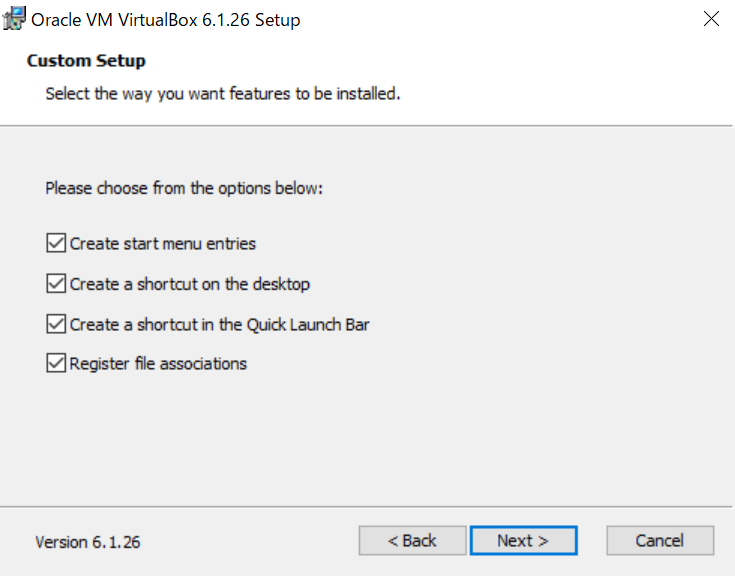 Oracle VM VirtualBox 6.1.26 Setup
Custom Setup
Select the way you want features to be installed.
Please choose from the options below:
Create start menu entries
Create a shortcut on the desktop
Create a shortcut in the Quick Launch Bar
Register file associations
Version 6.1.26
< Back
Next >
Cancel